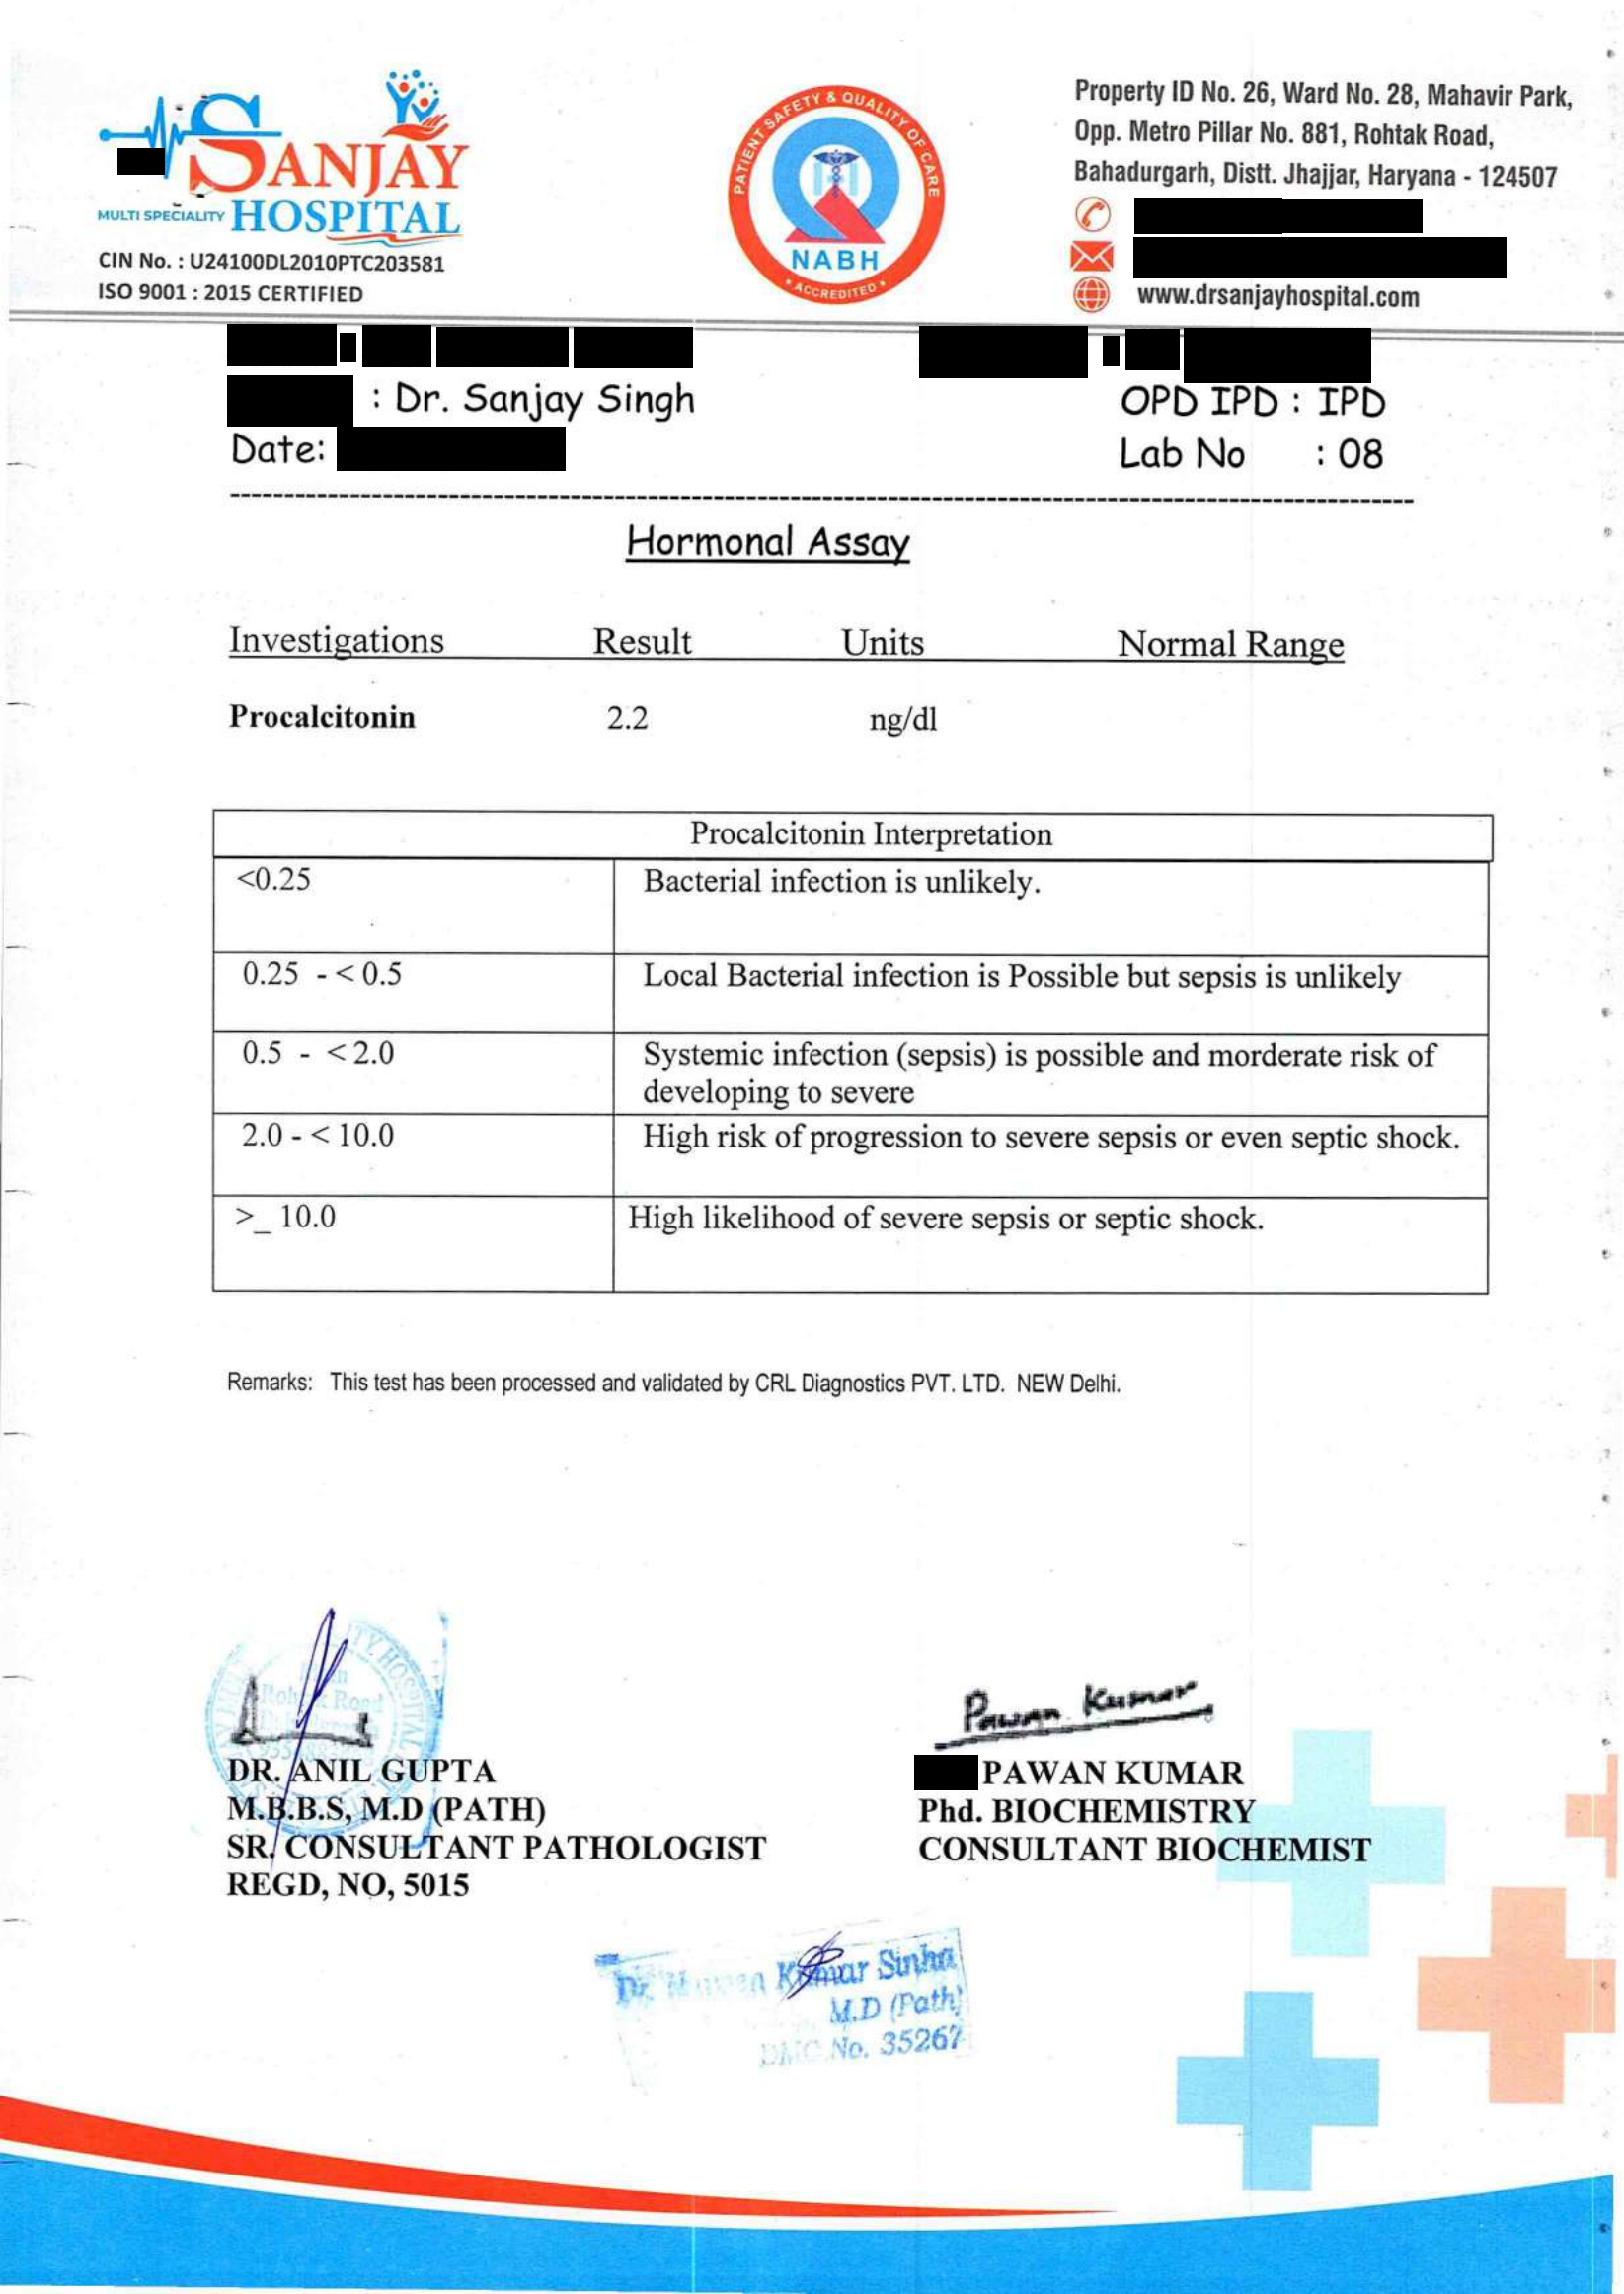 SANJAY
MULTI SPECIALITY HOSPITAL
CIN No. : U24100DL2010PTC203581
ISO 9001 : 2015 CERTIFIED
PATIENT SAFETY & QUALITY OF CARE
NABH
ACCREDITED
Property ID No. 26, Ward No. 28, Mahavir Park,
Opp. Metro Pillar No. 881, Rohtak Road,
Bahadurgarh, Distt. Jhajjar, Haryana - 124507
www.drsanjayhospital.com
: Dr. Sanjay Singh
OPD IPD : IPD
Date:
Lab No : 08
Hormonal Assay
Investigations Result Units Normal Range
Procalcitonin 2.2 ng/dl
Procalcitonin Interpretation
<0.25 Bacterial infection is unlikely.
0.25 - < 0.5 Local Bacterial infection is Possible but sepsis is unlikely
0.5 - < 2.0 Systemic infection (sepsis) is possible and morderate risk of
developing to severe
2.0 - < 10.0 High risk of progression to severe sepsis or even septic shock.
>_ 10.0 High likelihood of severe sepsis or septic shock.
Remarks: This test has been processed and validated by CRL Diagnostics PVT. LTD. NEW Delhi.
Pawan Kumar
DR. ANIL GUPTA
M.B.B.S, M.D (PATH)
SR. CONSULTANT PATHOLOGIST
REGD, NO, 5015
PAWAN KUMAR
Phd. BIOCHEMISTRY
CONSULTANT BIOCHEMIST
Dr. Kumar Sinha
M.D (Path)
DMC No. 35267